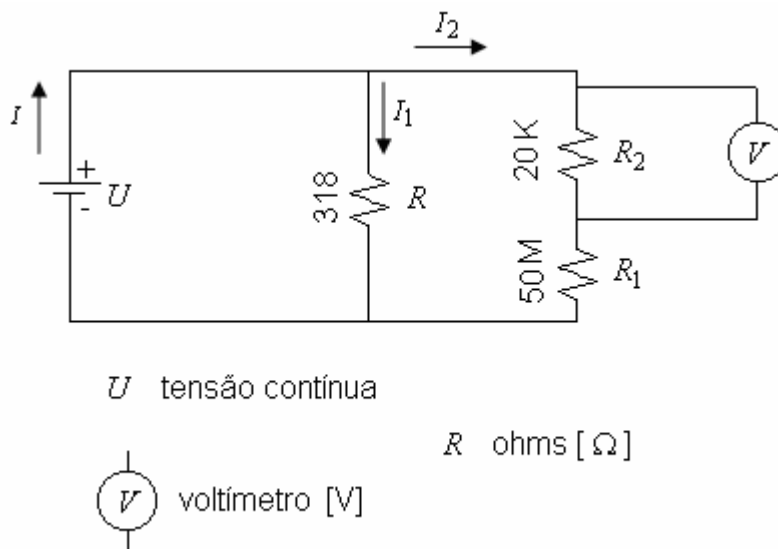 I₂
I
I₁
+
U
-
318
R
20K
R₂
V
50M
R₁
U tensão contínua
R ohms [Ω]
V voltímetro [V]